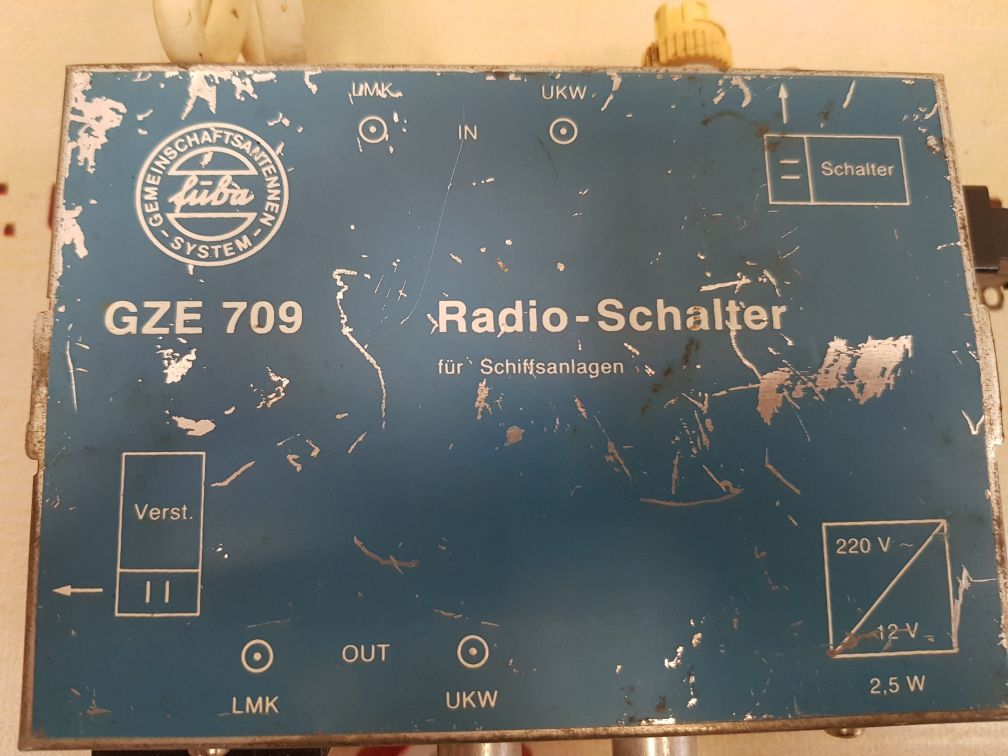 LMK
UKW
IN
GEMEINSCHAFTSANTENNEN
fuba
- SYSTEM -
Schalter
GZE 709
Radio-Schalter
für Schiffsanlagen
Verst.
220 V ~
12 V
2,5 W
OUT
LMK
UKW